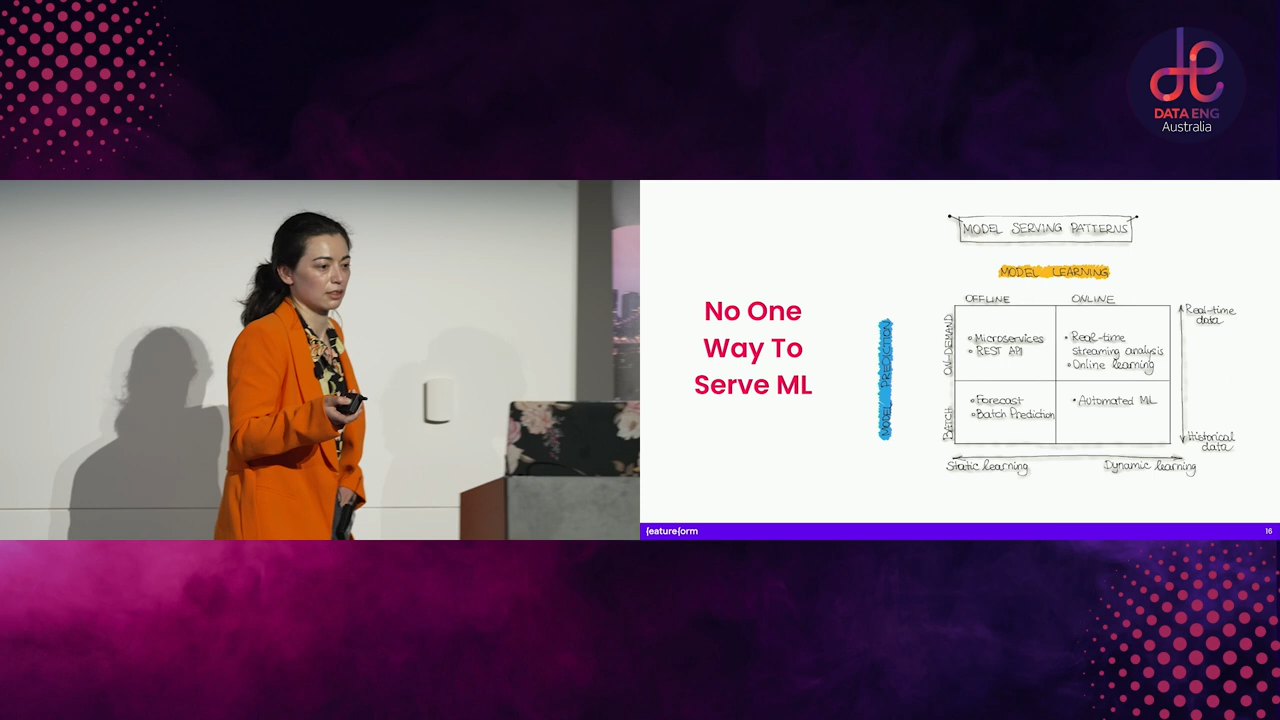 DATA ENG
Australia
No One
Way To
Serve ML
MODEL SERVING PATTERNS
MODEL LEARNING
OFFLINE
ONLINE
MODEL PREDICTION
ON-DEMAND
BATCH
• Microservices
• REST API
• Real-time
streaming analysis
• Online learning
• Forecast
• Batch Prediction
• Automated ML
Real-time
data
Historical
data
Static learning
Dynamic learning
{eature{orm
16